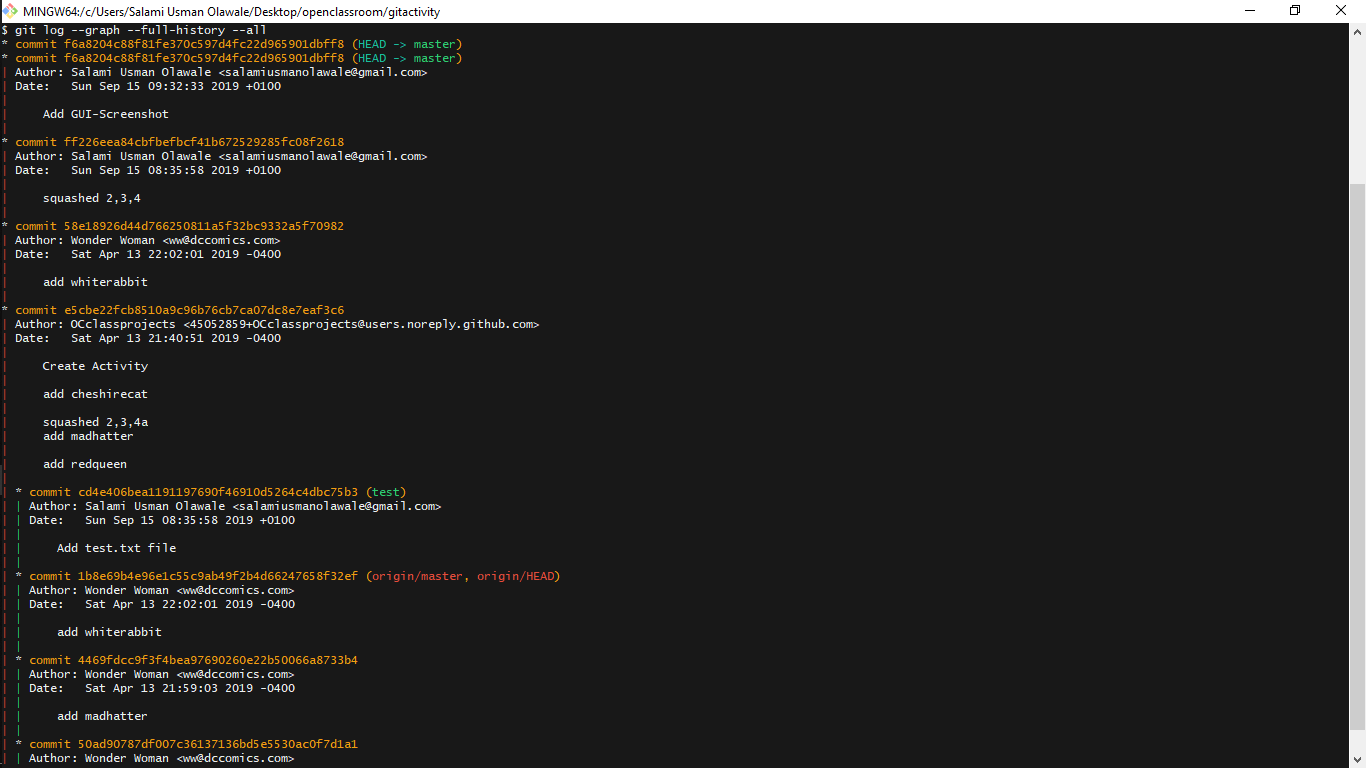 MINGW64:/c/Users/Salami Usman Olawale/Desktop/openclassroom/gitactivity
$ git log --graph --full-history --all
* commit f6a8204c88f81fe370c597d4fc22d965901dbff8 (HEAD -> master)
* commit f6a8204c88f81fe370c597d4fc22d965901dbff8 (HEAD -> master)
| Author: Salami Usman Olawale <salamiusmanolawale@gmail.com>
| Date:   Sun Sep 15 09:32:33 2019 +0100
|
|     Add GUI-Screenshot
|
* commit ff226eea84cbfbefbcf41b672529285fc08f2618
| Author: Salami Usman Olawale <salamiusmanolawale@gmail.com>
| Date:   Sun Sep 15 08:35:58 2019 +0100
|
|     squashed 2,3,4
|
* commit 58e18926d44d766250811a5f32bc9332a5f70982
| Author: Wonder Woman <ww@dccomics.com>
| Date:   Sat Apr 13 22:02:01 2019 -0400
|
|     add whiterabbit
|
* commit e5cbe22fcb8510a9c96b76cb7ca07dc8e7eaf3c6
| Author: OCclassprojects <45052859+OCclassprojects@users.noreply.github.com>
| Date:   Sat Apr 13 21:40:51 2019 -0400
|
|     Create Activity
|
|     add cheshirecat
|
|     squashed 2,3,4a
|     add madhatter
|
|     add redqueen
|
| * commit cd4e406bea1191197690f46910d5264c4dbc75b3 (test)
| | Author: Salami Usman Olawale <salamiusmanolawale@gmail.com>
| | Date:   Sun Sep 15 08:35:58 2019 +0100
| |
| |     Add test.txt file
| |
| * commit 1b8e69b4e96e1c55c9ab49f2b4d66247658f32ef (origin/master, origin/HEAD)
| | Author: Wonder Woman <ww@dccomics.com>
| | Date:   Sat Apr 13 22:02:01 2019 -0400
| |
| |     add whiterabbit
| |
| * commit 4469fdcc9f3f4bea97690260e22b50066a8733b4
| | Author: Wonder Woman <ww@dccomics.com>
| | Date:   Sat Apr 13 21:59:03 2019 -0400
| |
| |     add madhatter
| |
| * commit 50ad90787df007c36137136bd5e5530ac0f7d1a1
| | Author: Wonder Woman <ww@dccomics.com>